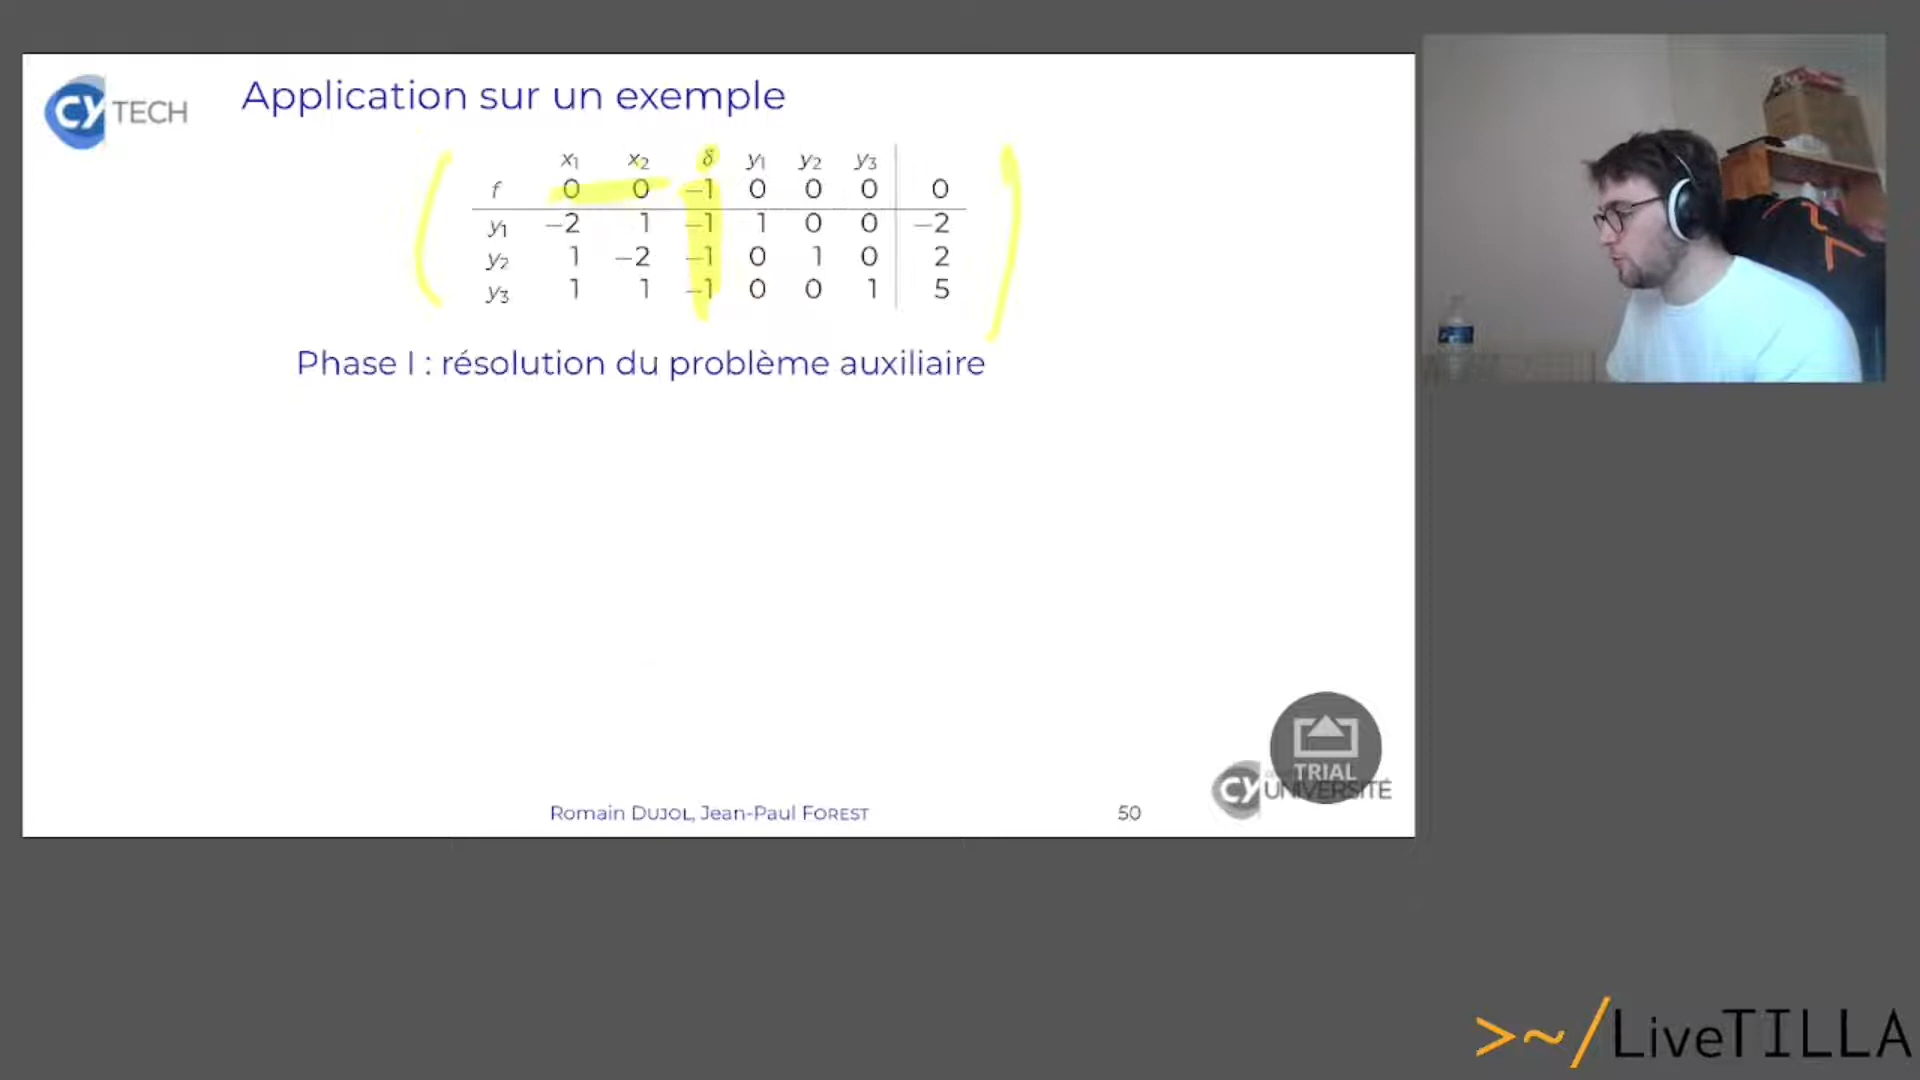 CY TECH
Application sur un exemple
x1 x2 δ y1 y2 y3
f 0 0 −1 0 0 0 0
y1 −2 1 −1 1 0 0 −2
y2 1 −2 −1 0 1 0 2
y3 1 1 −1 0 0 1 5
Phase I : résolution du problème auxiliaire
TRIAL
CY UNIVERSITÉ
Romain DUJOL, Jean-Paul FOREST
50
>~/LiveTILLA